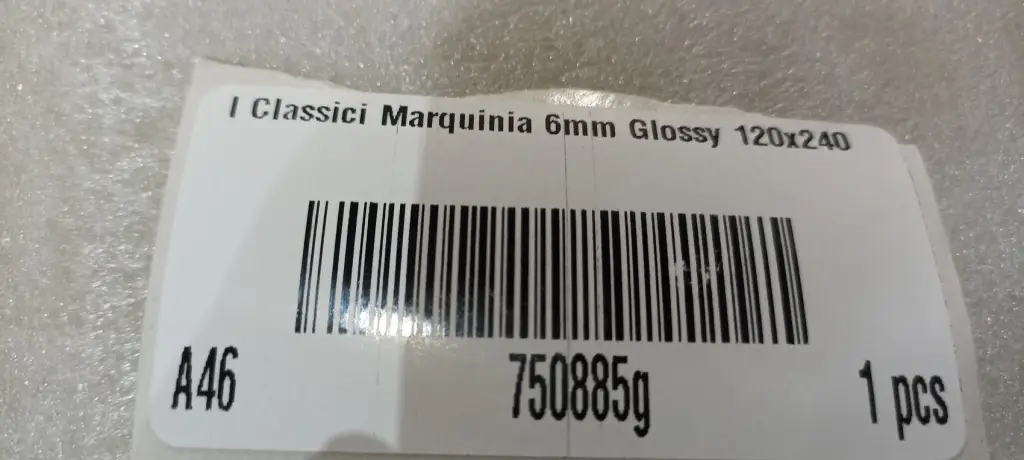 I Classici Marquinia 6mm Glossy 120x240
A46 750885g 1 pcs